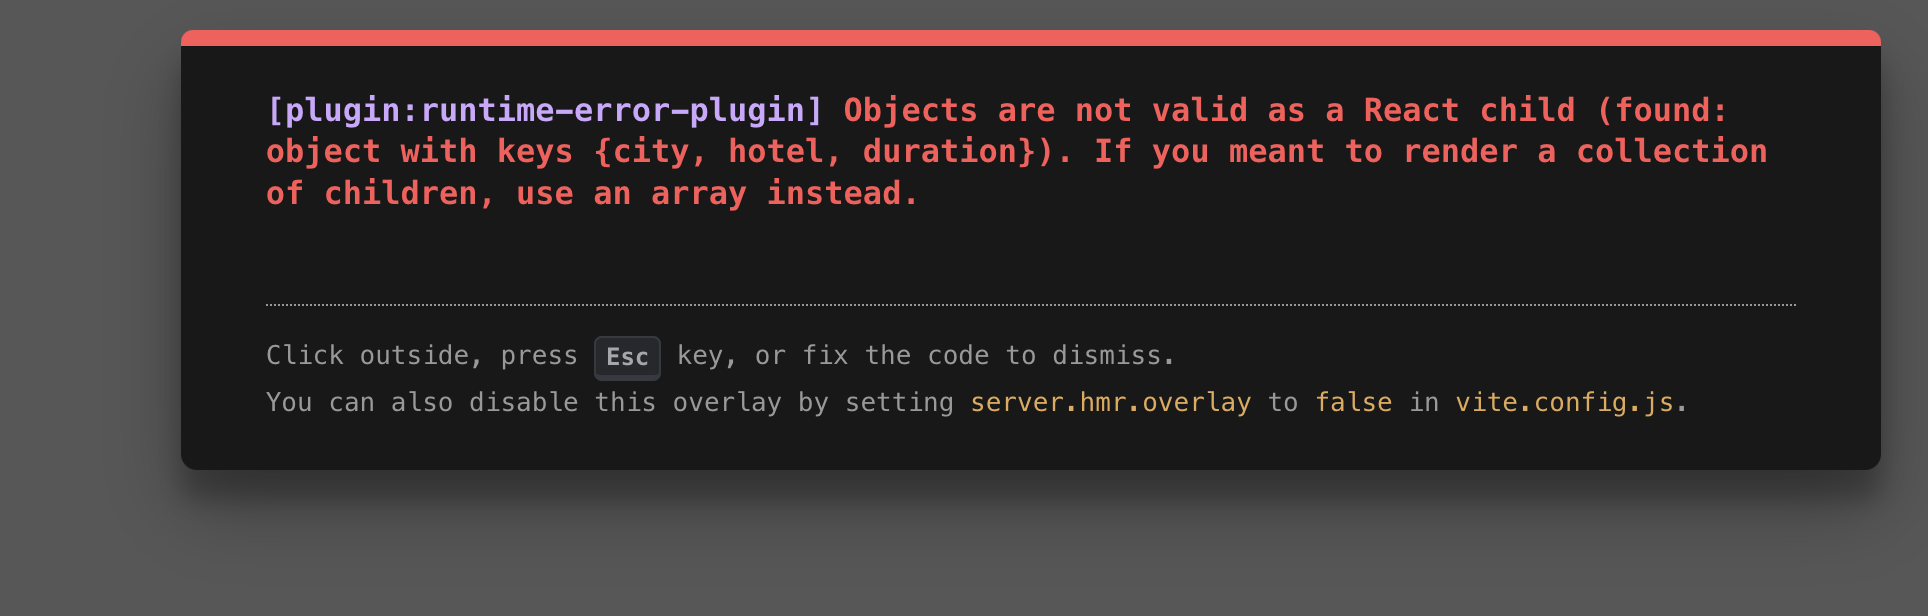 [plugin:runtime-error-plugin] Objects are not valid as a React child (found:
object with keys {city, hotel, duration}). If you meant to render a collection
of children, use an array instead.
Click outside, press Esc key, or fix the code to dismiss.
You can also disable this overlay by setting server.hmr.overlay to false in vite.config.js.